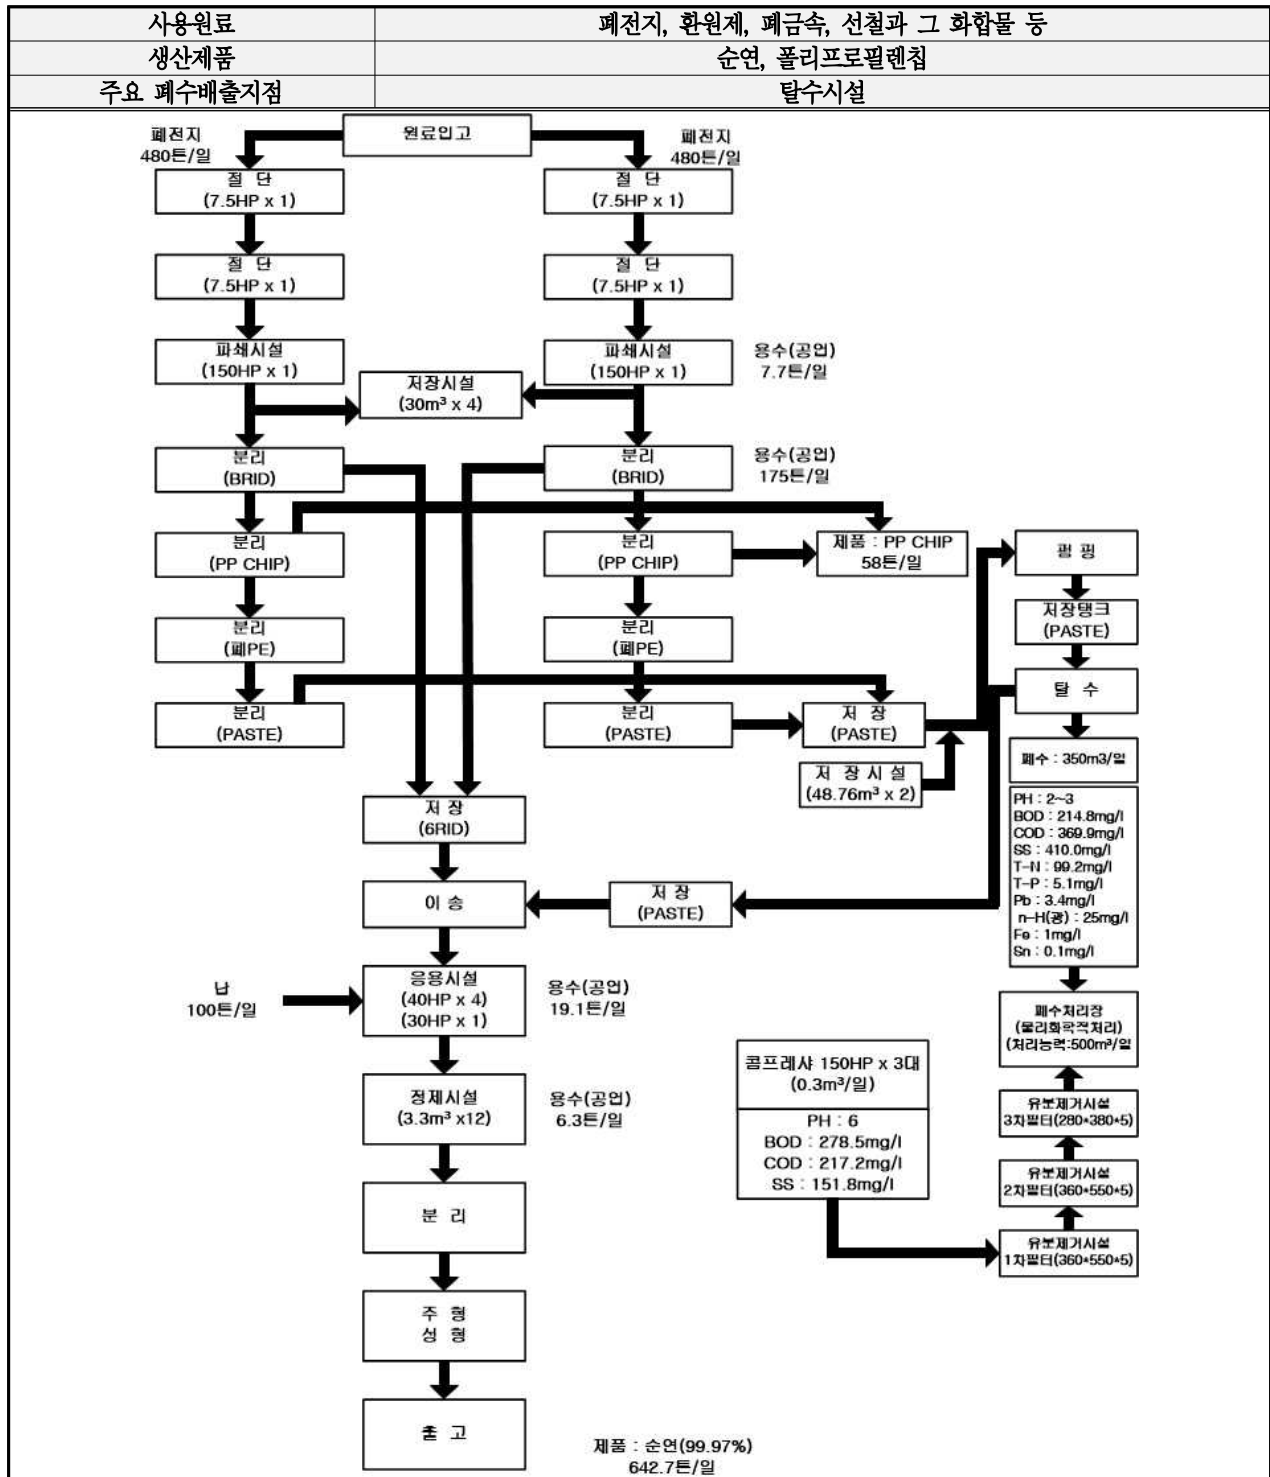 사용원료 폐전지, 환원제, 폐금속, 선철과 그 화합물 등
생산제품 순연, 폴리프로필렌칩
주요 폐수배출지점 탈수시설
원료입고
폐전지
480톤/일
폐전지
480톤/일
절 단
(7.5HP x 1)
절 단
(7.5HP x 1)
절 단
(7.5HP x 1)
절 단
(7.5HP x 1)
파쇄시설
(150HP x 1)
파쇄시설
(150HP x 1)
용수(공업)
7.7톤/일
저장시설
(30m³ x 4)
분리
(BRID)
분리
(BRID)
용수(공업)
175톤/일
분리
(PP CHIP)
분리
(PP CHIP)
제품 : PP CHIP
58톤/일
펌 핑
저장탱크
(PASTE)
분리
(폐PE)
분리
(폐PE)
탈 수
분리
(PASTE)
분리
(PASTE)
저 장
(PASTE)
저 장 시 설
(48.76m³ x 2)
폐수 : 350m3/일
PH : 2~3
BOD : 214.8mg/l
COD : 369.9mg/l
SS : 410.0mg/l
T-N : 99.2mg/l
T-P : 5.1mg/l
Pb : 3.4mg/l
n-H(광) : 25mg/l
Fe : 1mg/l
Sn : 0.1mg/l
저 장
(6RID)
이 송
저 장
(PASTE)
납
100톤/일
응용시설
(40HP x 4)
(30HP x 1)
용수(공업)
19.1톤/일
폐수처리장
(물리화학적처리)
(처리능력:500m³/일
콤프레샤 150HP x 3대
(0.3m³/일)
PH : 6
BOD : 278.5mg/l
COD : 217.2mg/l
SS : 151.8mg/l
정제시설
(3.3m³ x12)
용수(공업)
6.3톤/일
유분제거시설
3차필터(280*380*5)
유분제거시설
2차필터(360*550*5)
유분제거시설
1차필터(360*550*5)
분 리
주 형
성 형
출 고
제품 : 순연(99.97%)
642.7톤/일